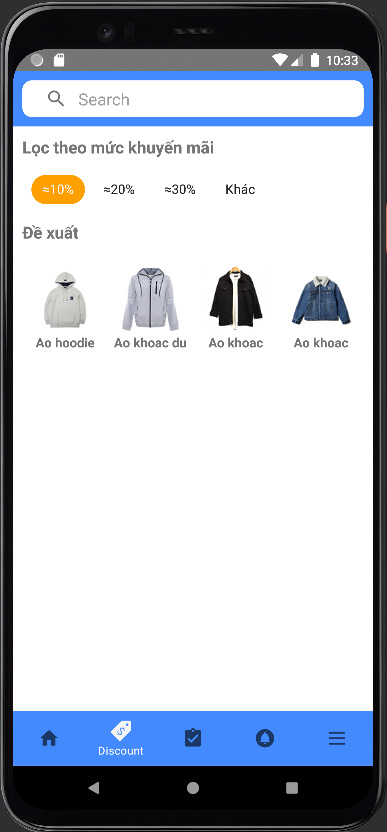 10:33
Search
Lọc theo mức khuyến mãi
≈10% ≈20% ≈30% Khác
Đề xuất
Ao hoodie Ao khoac du Ao khoac Ao khoac
Discount